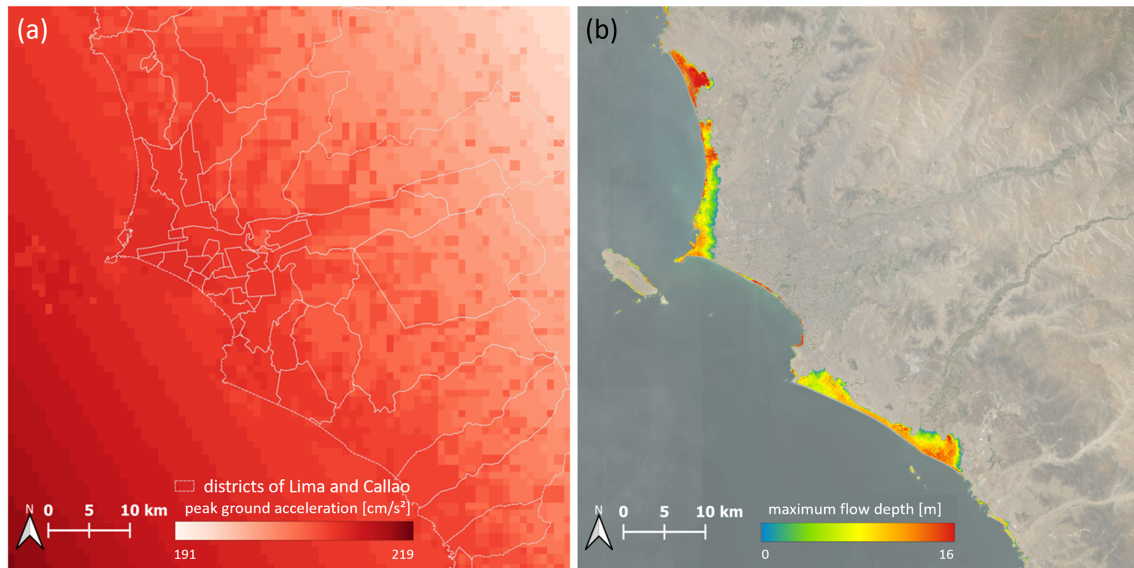 (a)
districts of Lima and Callao
peak ground acceleration [cm/s²]
N 0 5 10 km
191 219
(b)
maximum flow depth [m]
N 0 5 10 km
0 16